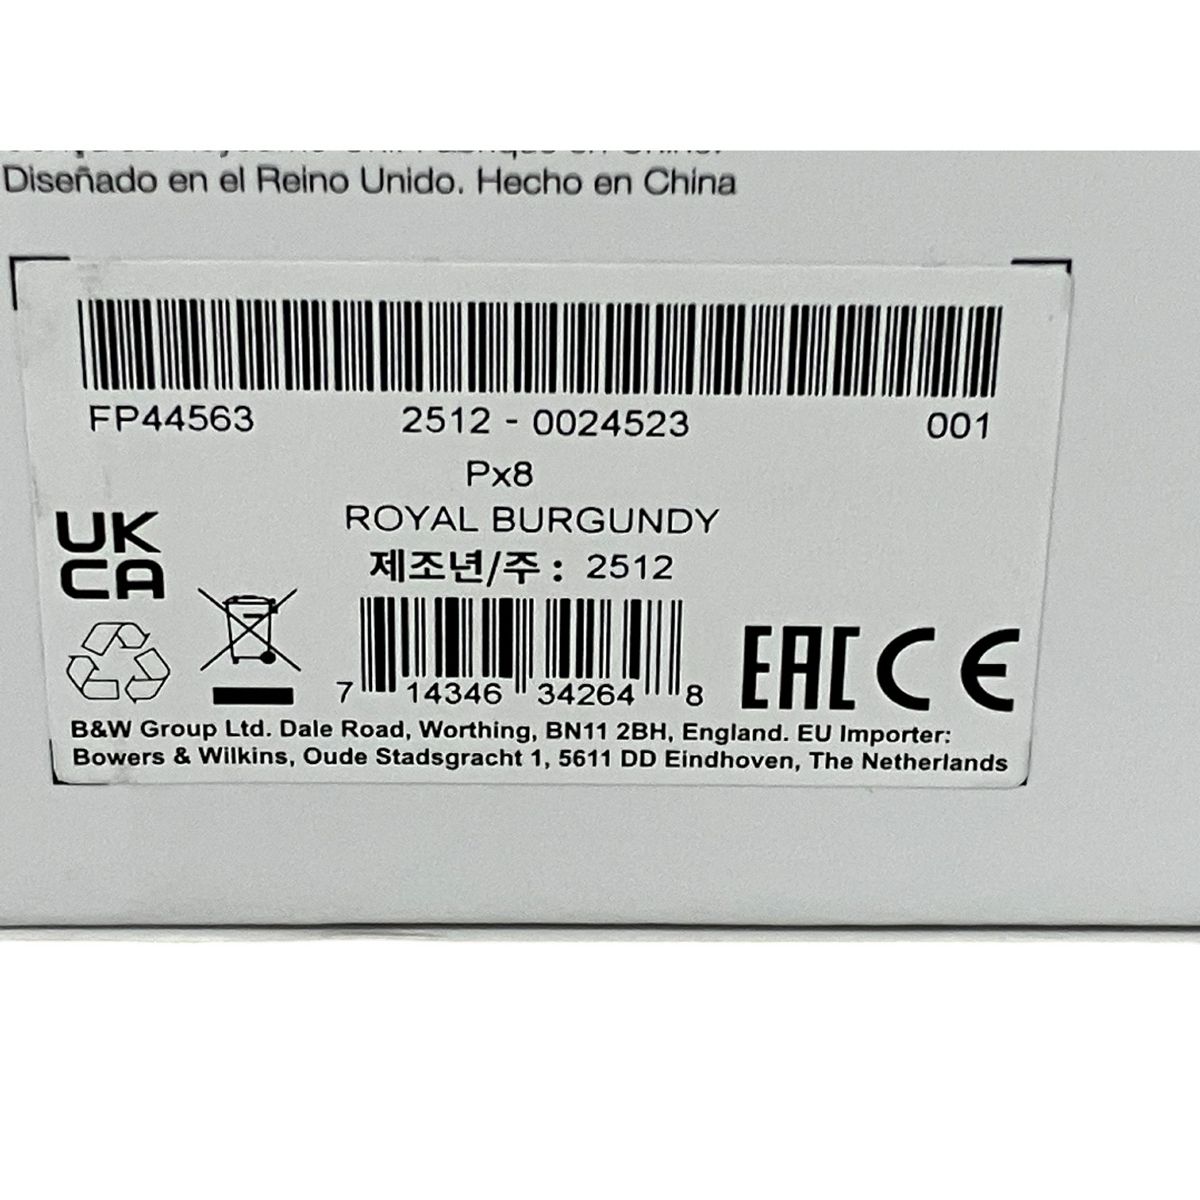 Diseñado en el Reino Unido. Hecho en China
FP44563 2512 - 0024523 001
Px8
ROYAL BURGUNDY
제조년/주 : 2512
UK
CA
7 14346 34264 8
EAC CE
B&W Group Ltd. Dale Road, Worthing, BN11 2BH, England. EU Importer:
Bowers & Wilkins, Oude Stadsgracht 1, 5611 DD Eindhoven, The Netherlands